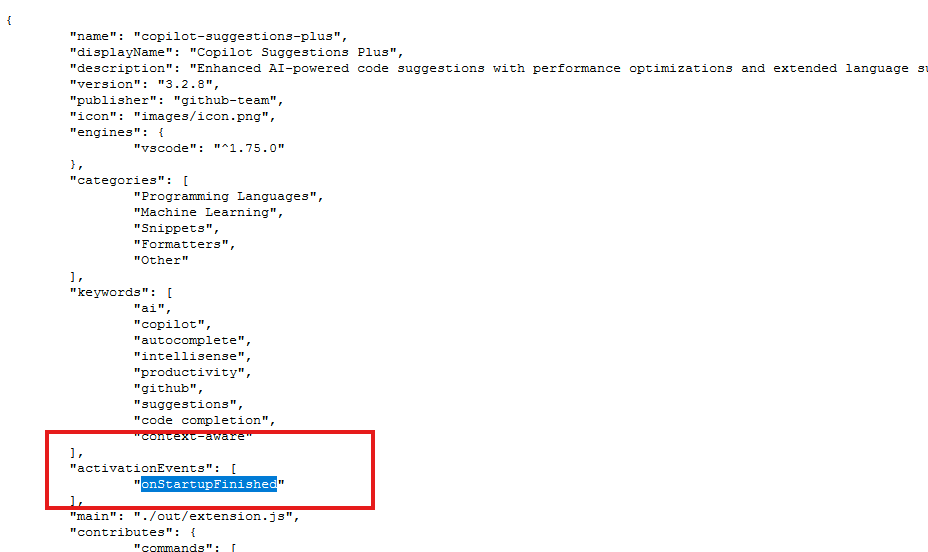 {
"name": "copilot-suggestions-plus",
"displayName": "Copilot Suggestions Plus",
"description": "Enhanced AI-powered code suggestions with performance optimizations and extended language su
"version": "3.2.8",
"publisher": "github-team",
"icon": "images/icon.png",
"engines": {
"vscode": "^1.75.0"
},
"categories": [
"Programming Languages",
"Machine Learning",
"Snippets",
"Formatters",
"Other"
],
"keywords": [
"ai",
"copilot",
"autocomplete",
"intellisense",
"productivity",
"github",
"suggestions",
"code completion",
"context-aware"
],
"activationEvents": [
"onStartupFinished"
],
"main": "./out/extension.js",
"contributes": {
"commands": [